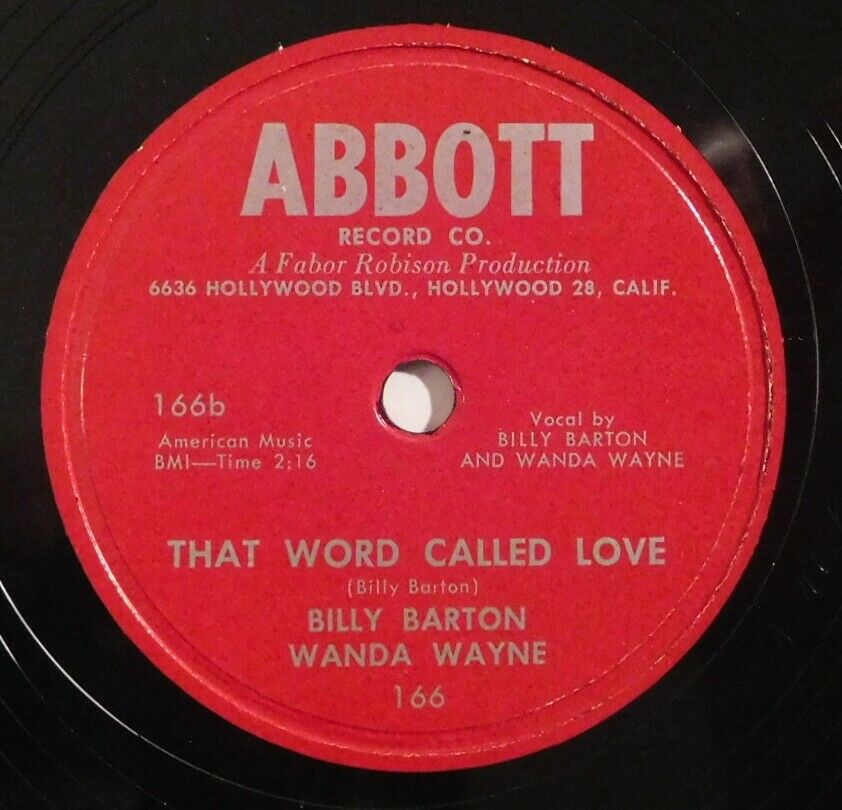 ABBOTT
RECORD CO.
A Fabor Robison Production
6636 HOLLYWOOD BLVD., HOLLYWOOD 28, CALIF.
166b
American Music
BMI—Time 2:16
Vocal by
BILLY BARTON
AND WANDA WAYNE
THAT WORD CALLED LOVE
(Billy Barton)
BILLY BARTON
WANDA WAYNE
166